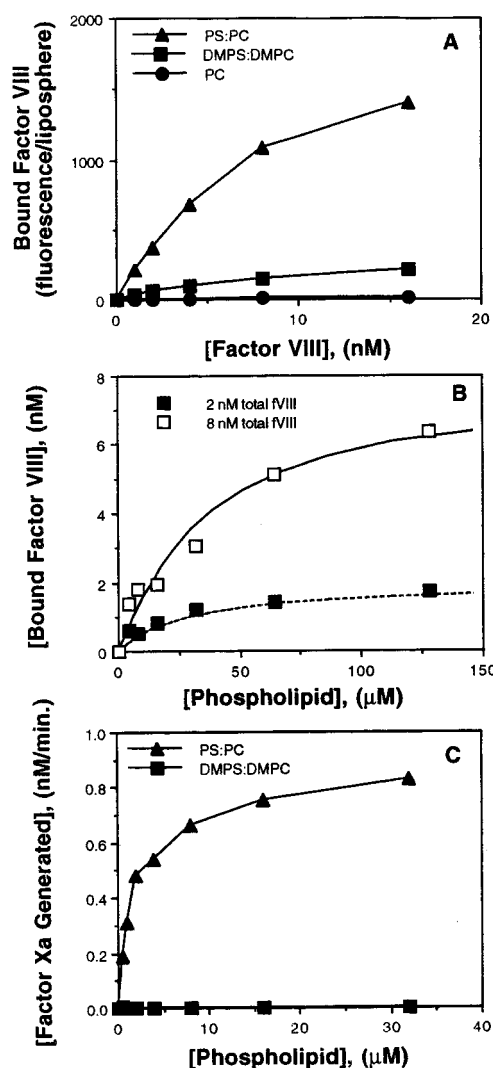 PS:PC
DMPS:DMPC
PC
A
Bound Factor VIII
(fluorescence/liposphere)
2000
1000
0
0 10 20
[Factor VIII], (nM)
2 nM total fVIII
8 nM total fVIII
B
[Bound Factor VIII], (nM)
8
6
4
2
0
0 50 100 150
[Phospholipid], (μM)
PS:PC
DMPS:DMPC
C
[Factor Xa Generated], (nM/min.)
1.0
0.8
0.6
0.4
0.2
0.0
0 10 20 30 40
[Phospholipid], (μM)